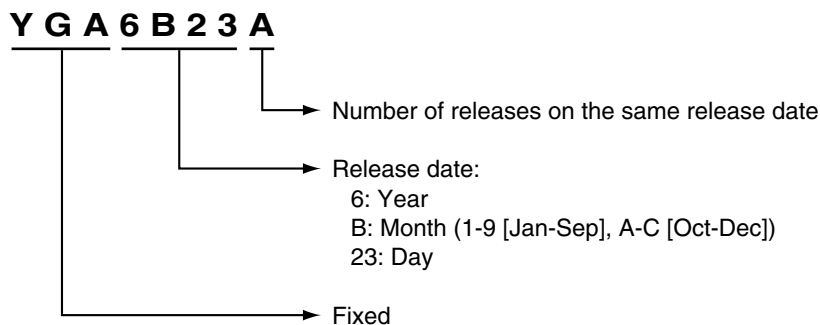 Y G A 6 B 2 3 A
Number of releases on the same release date
Release date:
6: Year
B: Month (1-9 [Jan-Sep], A-C [Oct-Dec])
23: Day
Fixed